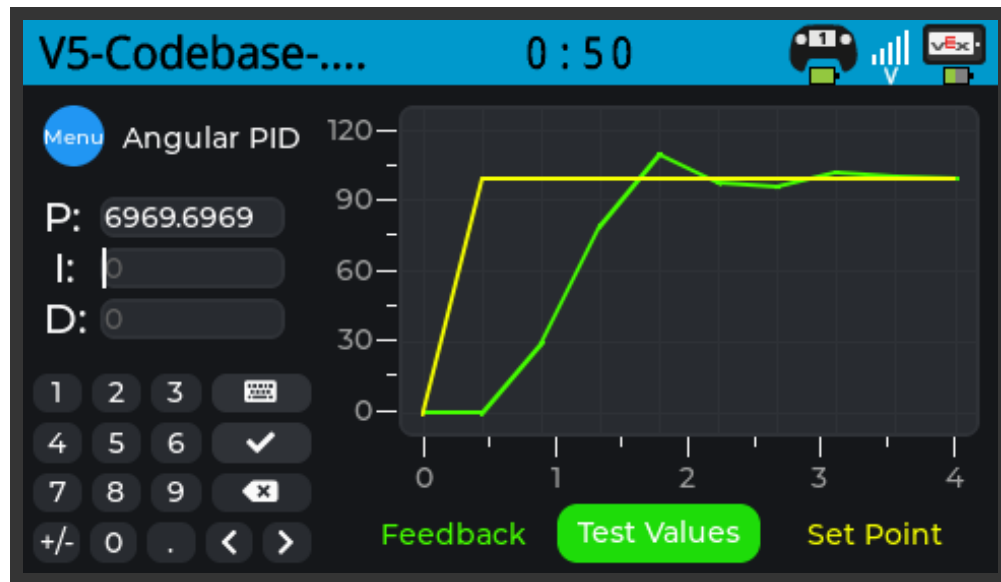 V5-Codebase-.... 0:50 1 V VEX
Menu Angular PID
P: 6969.6969
I: 0
D: 0
1 2 3
4 5 6
7 8 9
+/- 0 . < >
120
90
60
30
0
0 1 2 3 4
Feedback Test Values Set Point